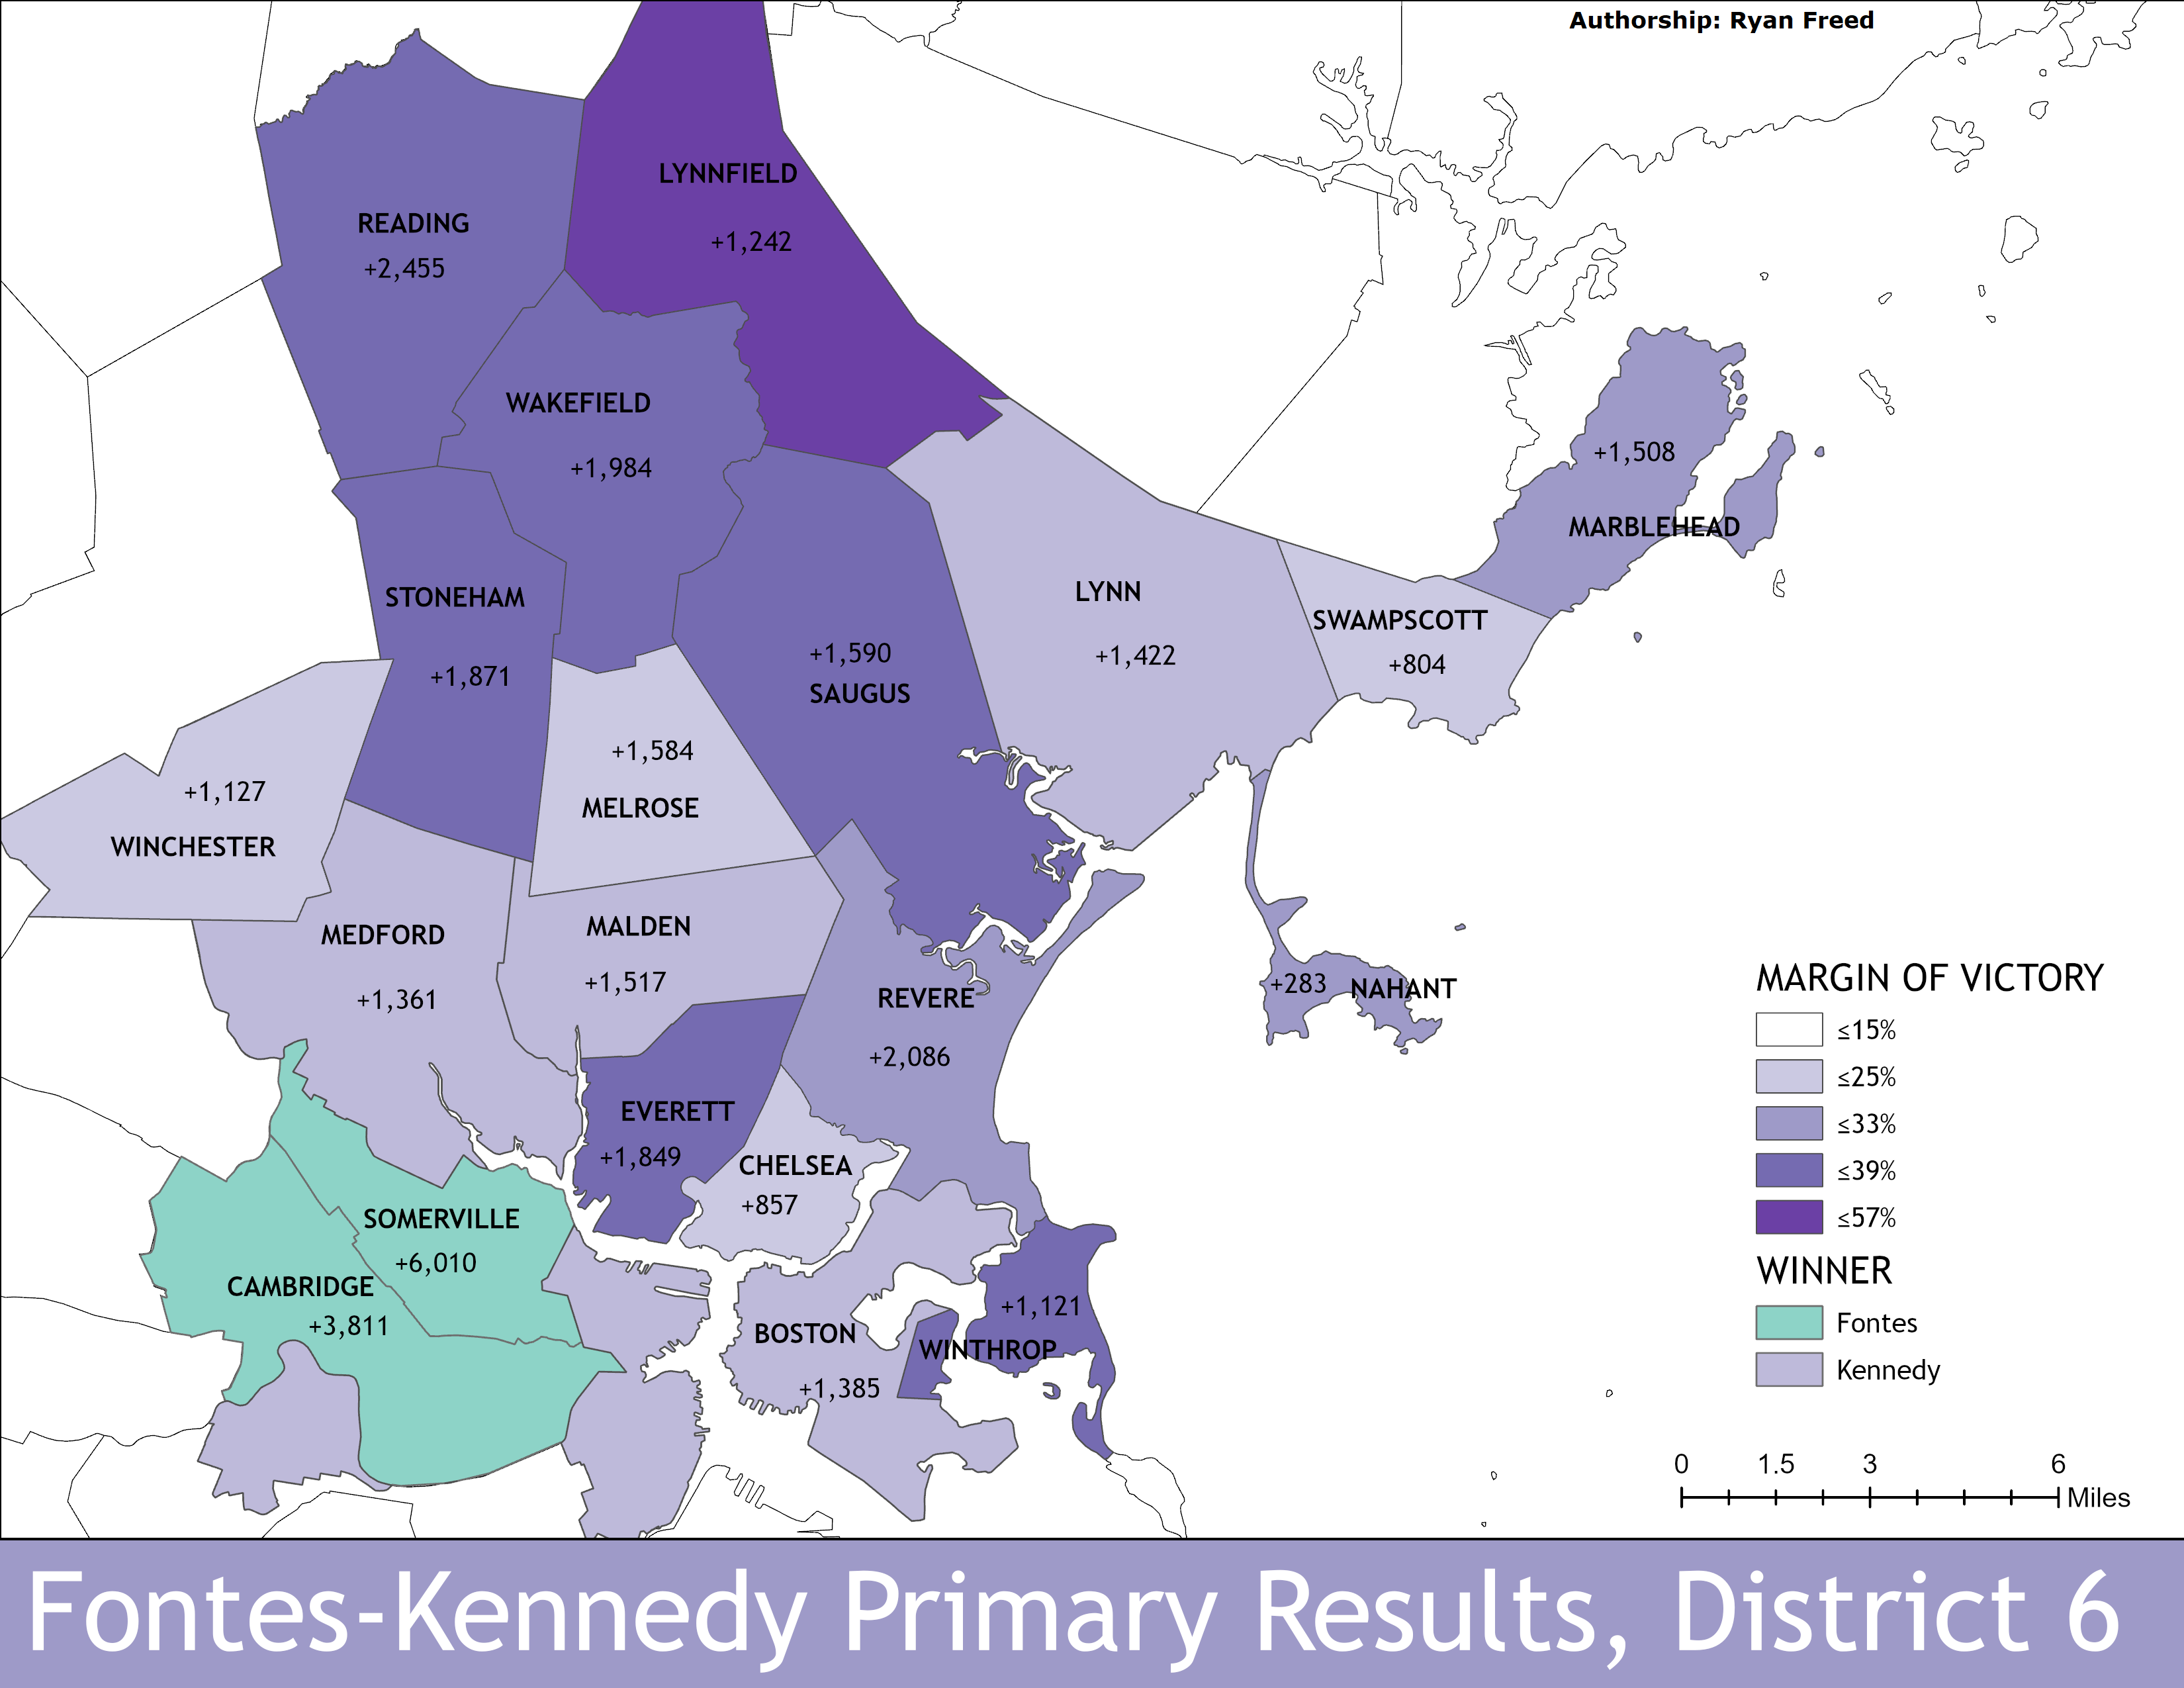 Authorship: Ryan Freed
LYNNFIELD
+1,242
READING
+2,455
WAKEFIELD
+1,984
+1,508
MARBLEHEAD
STONEHAM
+1,871
LYNN
+1,422
SWAMPSCOTT
+804
+1,590
SAUGUS
+1,584
MELROSE
+1,127
WINCHESTER
MEDFORD
+1,361
MALDEN
+1,517
REVERE
+2,086
+283 NAHANT
EVERETT
+1,849
CHELSEA
+857
SOMERVILLE
+6,010
CAMBRIDGE
+3,811
BOSTON
+1,385
+1,121
WINTHROP
MARGIN OF VICTORY
≤15%
≤25%
≤33%
≤39%
≤57%
WINNER
Fontes
Kennedy
0 1.5 3 6
Miles
Fontes-Kennedy Primary Results, District 6